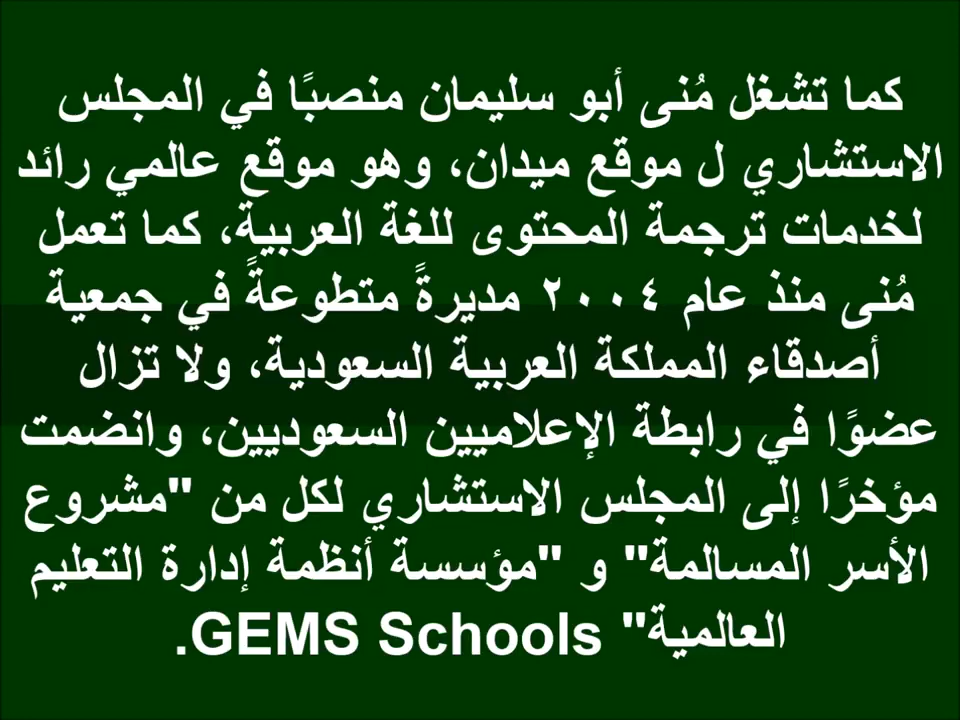 كما تشغل مُنى أبو سليمان منصبًا في المجلس
الاستشاري ل موقع ميدان، وهو موقع عالمي رائد
لخدمات ترجمة المحتوى للغة العربية، كما تعمل
مُنى منذ عام ٢٠٠٤ مديرةً متطوعةً في جمعية
أصدقاء المملكة العربية السعودية، ولا تزال
عضوًا في رابطة الإعلاميين السعوديين، وانضمت
مؤخرًا إلى المجلس الاستشاري لكل من "مشروع
الأسر المسالمة" و "مؤسسة أنظمة إدارة التعليم
العالمية" GEMS Schools.